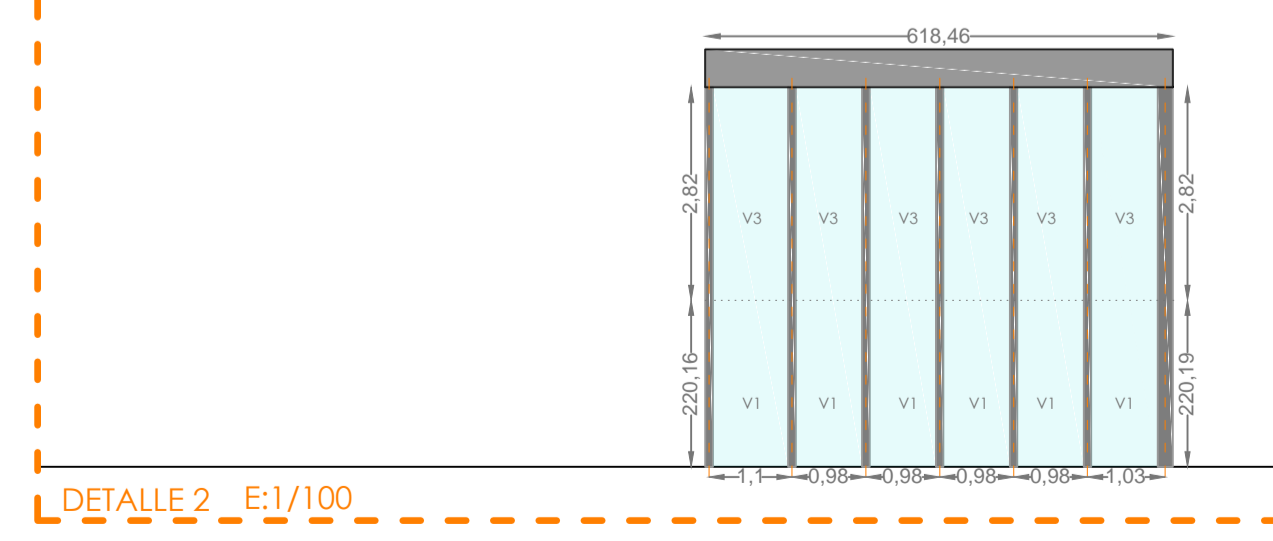 618,46
2,82
2,82
V3 V3 V3 V3 V3 V3
220,16
220,19
V1 V1 V1 V1 V1 V1
1,1 0,98 0,98 0,98 0,98 1,03
DETALLE 2 E:1/100